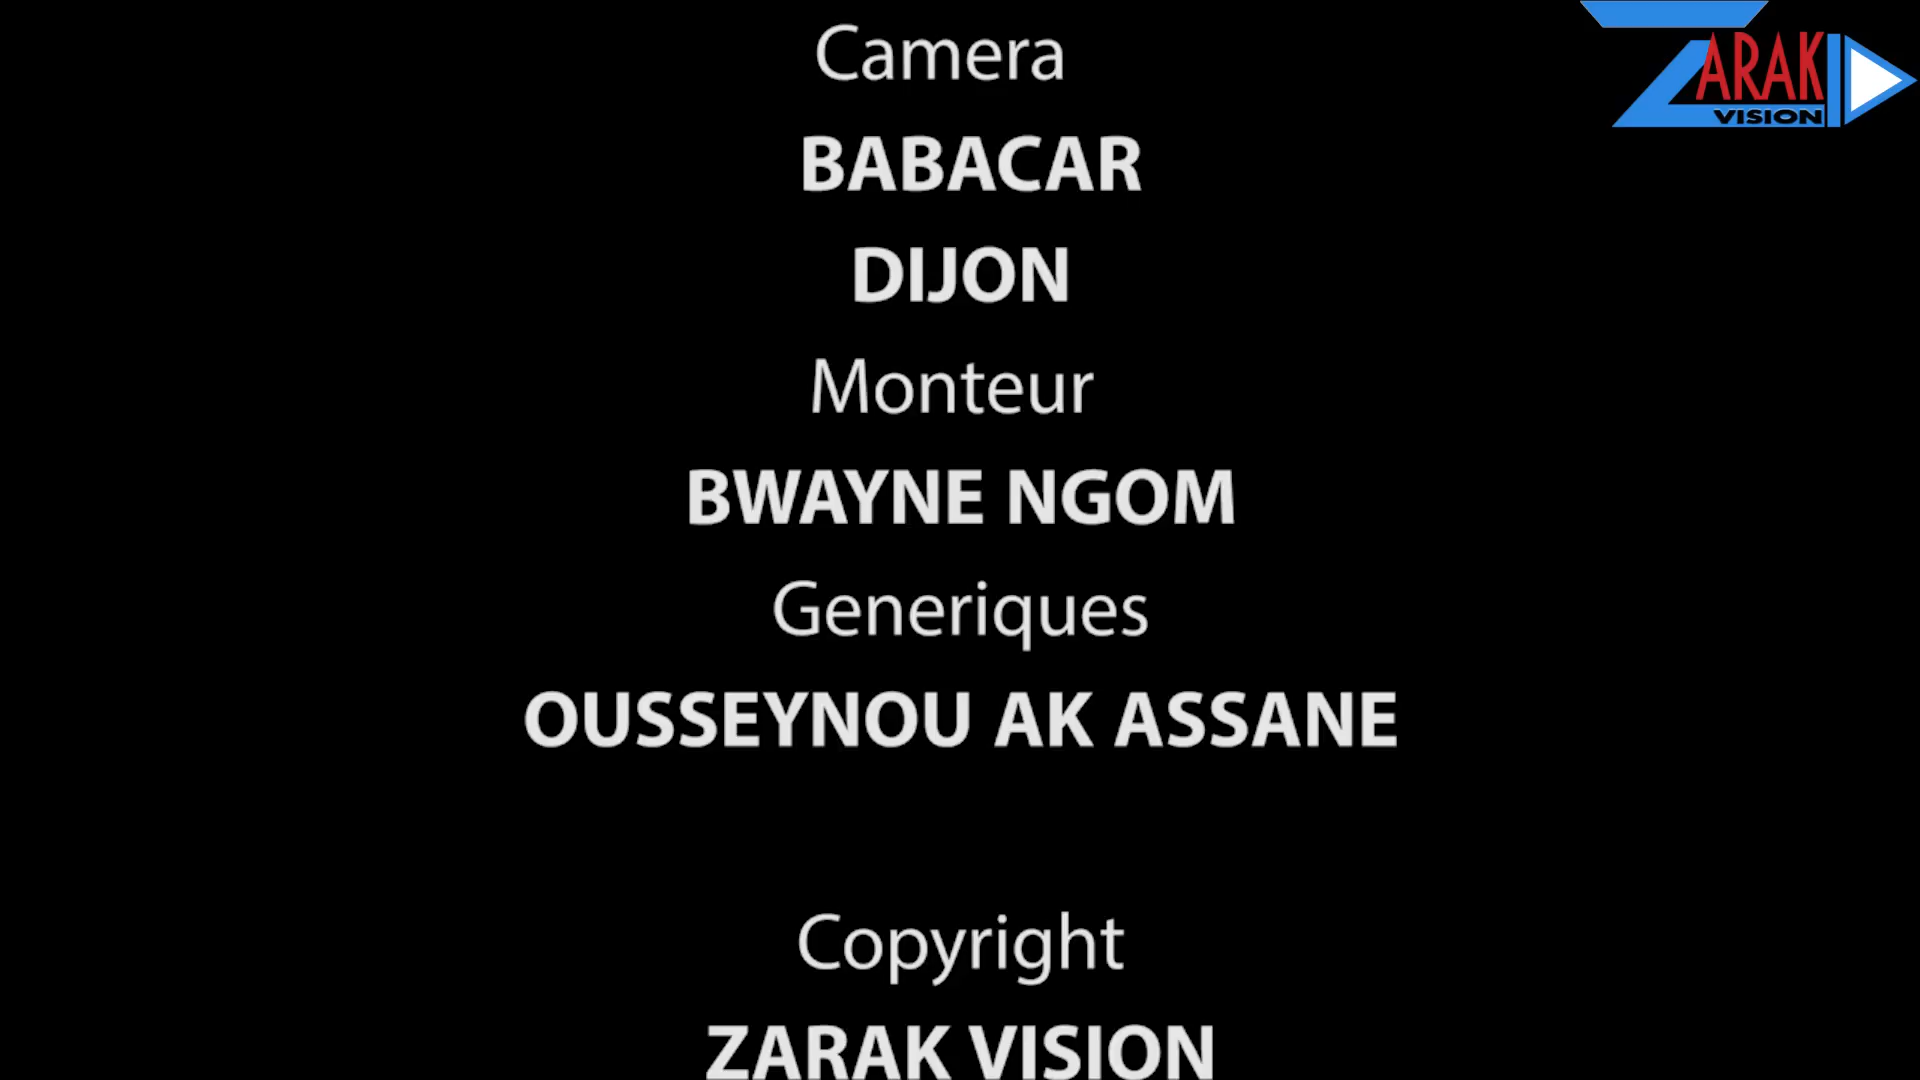 Camera
BABACAR
DIJON
Monteur
BWAYNE NGOM
Generiques
OUSSEYNOU AK ASSANE
Copyright
ZARAK VISION
ZARAK
VISION